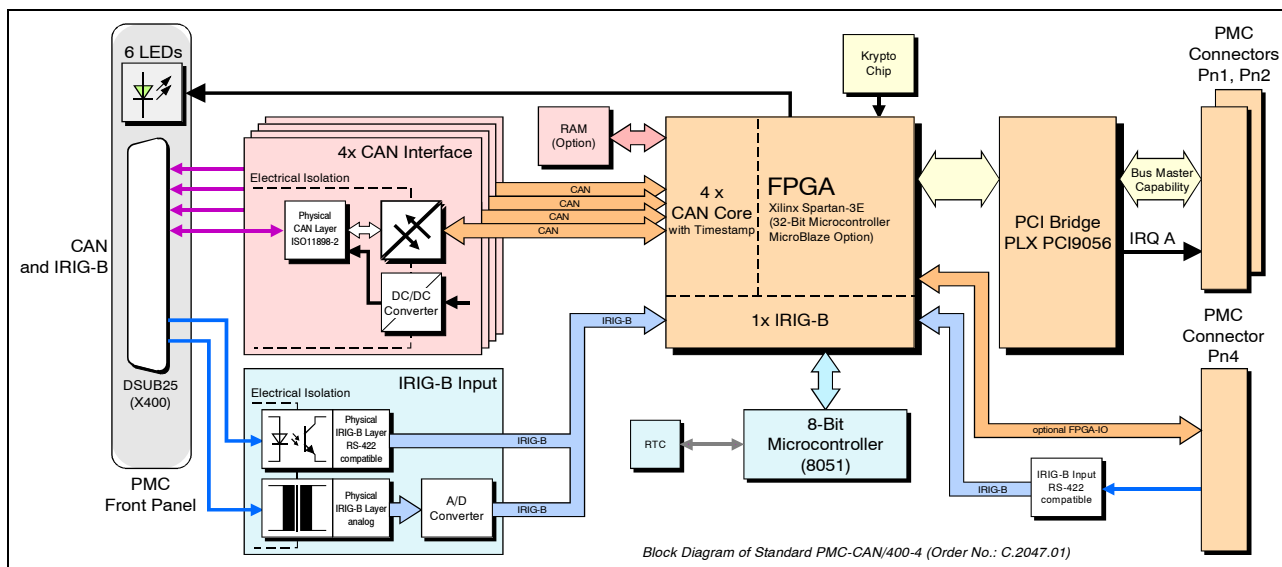 6 LEDs
CAN
and IRIG-B
DSUB25
(X400)
PMC
Front Panel
4x CAN Interface
Electrical Isolation
Physical
CAN Layer
ISO11898-2
DC/DC
Converter
RAM
(Option)
CAN
CAN
CAN
CAN
Krypto
Chip
4 x
CAN Core
with Timestamp
FPGA
Xilinx Spartan-3E
(32-Bit Microcontroller
MicroBlaze Option)
1x IRIG-B
PCI Bridge
PLX PCI9056
Bus Master
Capability
IRQ A
PMC
Connectors
Pn1, Pn2
PMC
Connector
Pn4
IRIG-B
IRIG-B Input
Electrical Isolation
Physical
IRIG-B Layer
RS-422
compatible
IRIG-B
Physical
IRIG-B Layer
analog
A/D
Converter
IRIG-B
RTC
8-Bit
Microcontroller
(8051)
optional FPGA-IO
IRIG-B
IRIG-B Input
RS-422
compatible
Block Diagram of Standard PMC-CAN/400-4 (Order No.: C.2047.01)